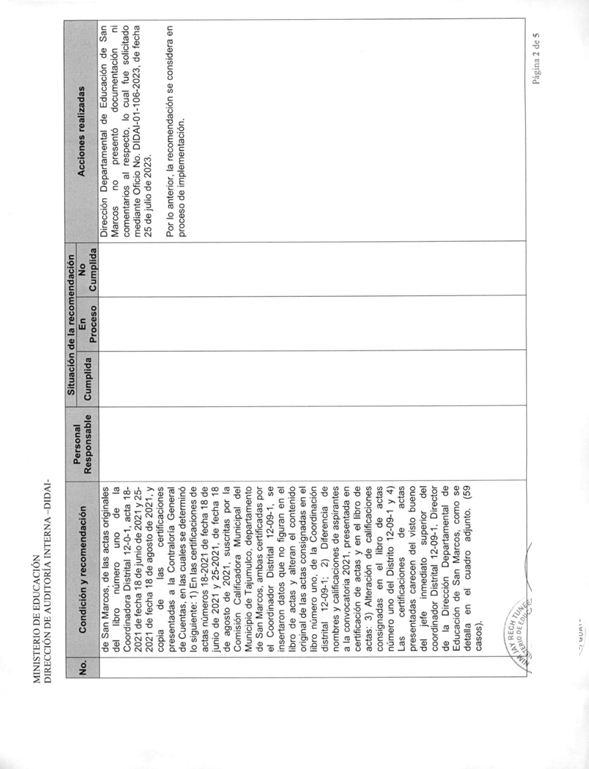 MINISTERIO DE EDUCACIÓN
DIRECCIÓN DE AUDITORÍA INTERNA –DIDAI-
No.
Condición y recomendación
Personal
Responsable
Situación de la recomendación
Cumplida
En
Proceso
No
Cumplida
Acciones realizadas
de San Marcos, de las actas originales
del libro número uno de la
Coordinadora Distrital 12-0-1, acta 18-
2021 de fecha 18 de junio de 2021 y 25-
2021 de fecha 18 de agosto de 2021, y
copia de las certificaciones
presentadas a la Contraloría General
de Cuentas, en las cuales se determinó
lo siguiente: 1) En las certificaciones de
actas números 18-2021 de fecha 18 de
junio de 2021 y 25-2021, de fecha 18
de agosto de 2021, suscritas por la
Comisión Calificadora Municipal del
Municipio de Tajumulco, departamento
de San Marcos, ambas certificadas por
el Coordinador Distrital 12-09-1, se
insertaron datos que no figuran en el
libro de actas y alteran el contenido
original de las actas consignadas en el
libro número uno, de la Coordinación
distrital 12-09-1; 2) Diferencia de
nombres y calificaciones de aspirantes
a la convocatoria 2021, presentada en
certificación de actas y en el libro de
actas: 3) Alteración de calificaciones
consignadas en el libro de actas
número uno del Distrito 12-09-1 y 4)
Las certificaciones de actas
presentadas carecen del visto bueno
del jefe inmediato superior del
coordinador Distrital 12-09-1, Director
de la Dirección Departamental de
Educación de San Marcos, como se
detalla en el cuadro adjunto. (59
casos).
Dirección Departamental de Educación de San
Marcos no presentó documentación ni
comentarios al respecto, lo cual fue solicitado
mediante Oficio No. DIDAI-01-106-2023, de fecha
25 de julio de 2023.
Por lo anterior, la recomendación se considera en
proceso de implementación.
Página 2 de 5